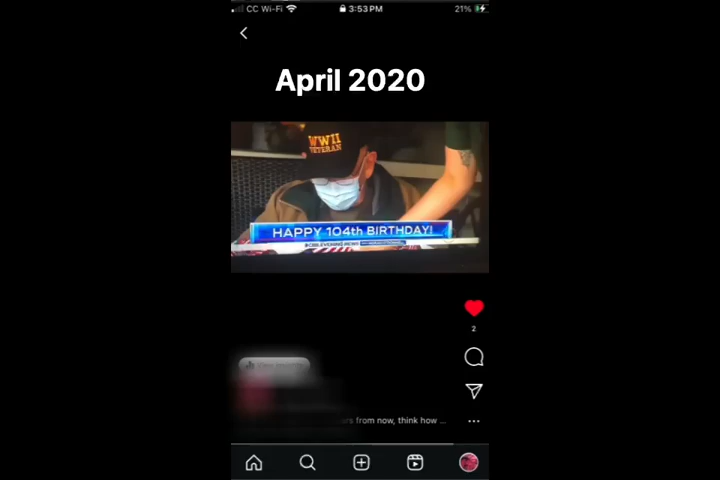 CC Wi-Fi
3:53 PM
21%
April 2020
WWII
VETERAN
HAPPY 104th BIRTHDAY!
CBS EVENING NEWS
2
ars from now, think how ...